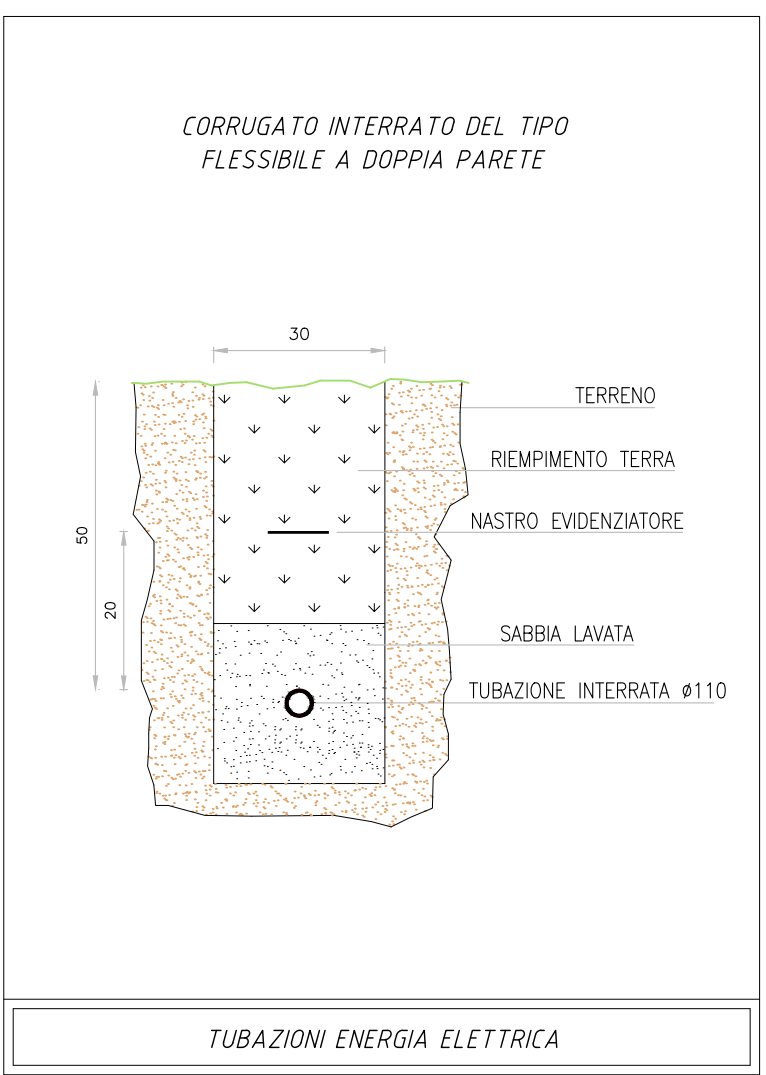 CORRUGATO INTERRATO DEL TIPO
FLESSIBILE A DOPPIA PARETE
30
TERRENO
RIEMPIMENTO TERRA
NASTRO EVIDENZIATORE
50
20
SABBIA LAVATA
TUBAZIONE INTERRATA Ø110
TUBAZIONI ENERGIA ELETTRICA